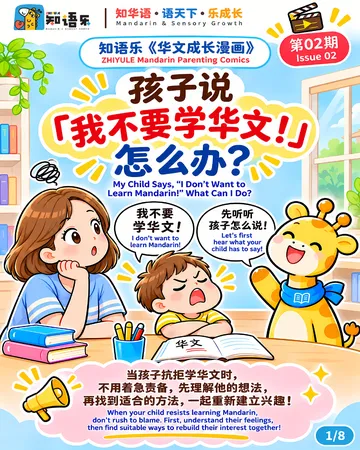 知语乐
知华语·语天下·乐成长
Mandarin & Sensory Growth
知语乐《华文成长漫画》
ZHIYULE Mandarin Parenting Comics
第02期
Issue 02
孩子说
「我不要学华文!」
怎么办?
My Child Says, "I Don't Want to
Learn Mandarin!" What Can I Do?
我不要
学华文!
I don't want to
learn Mandarin!
先听听
孩子怎么说!
Let's first
hear what your
child has to say!
华文
当孩子抗拒学华文时，
不用着急责备，先理解他的想法，
再找到适合的方法，一起重新建立兴趣！
When your child resists learning Mandarin,
don't rush to blame. First, understand their feelings,
then find suitable ways to rebuild their interest together!
1/8